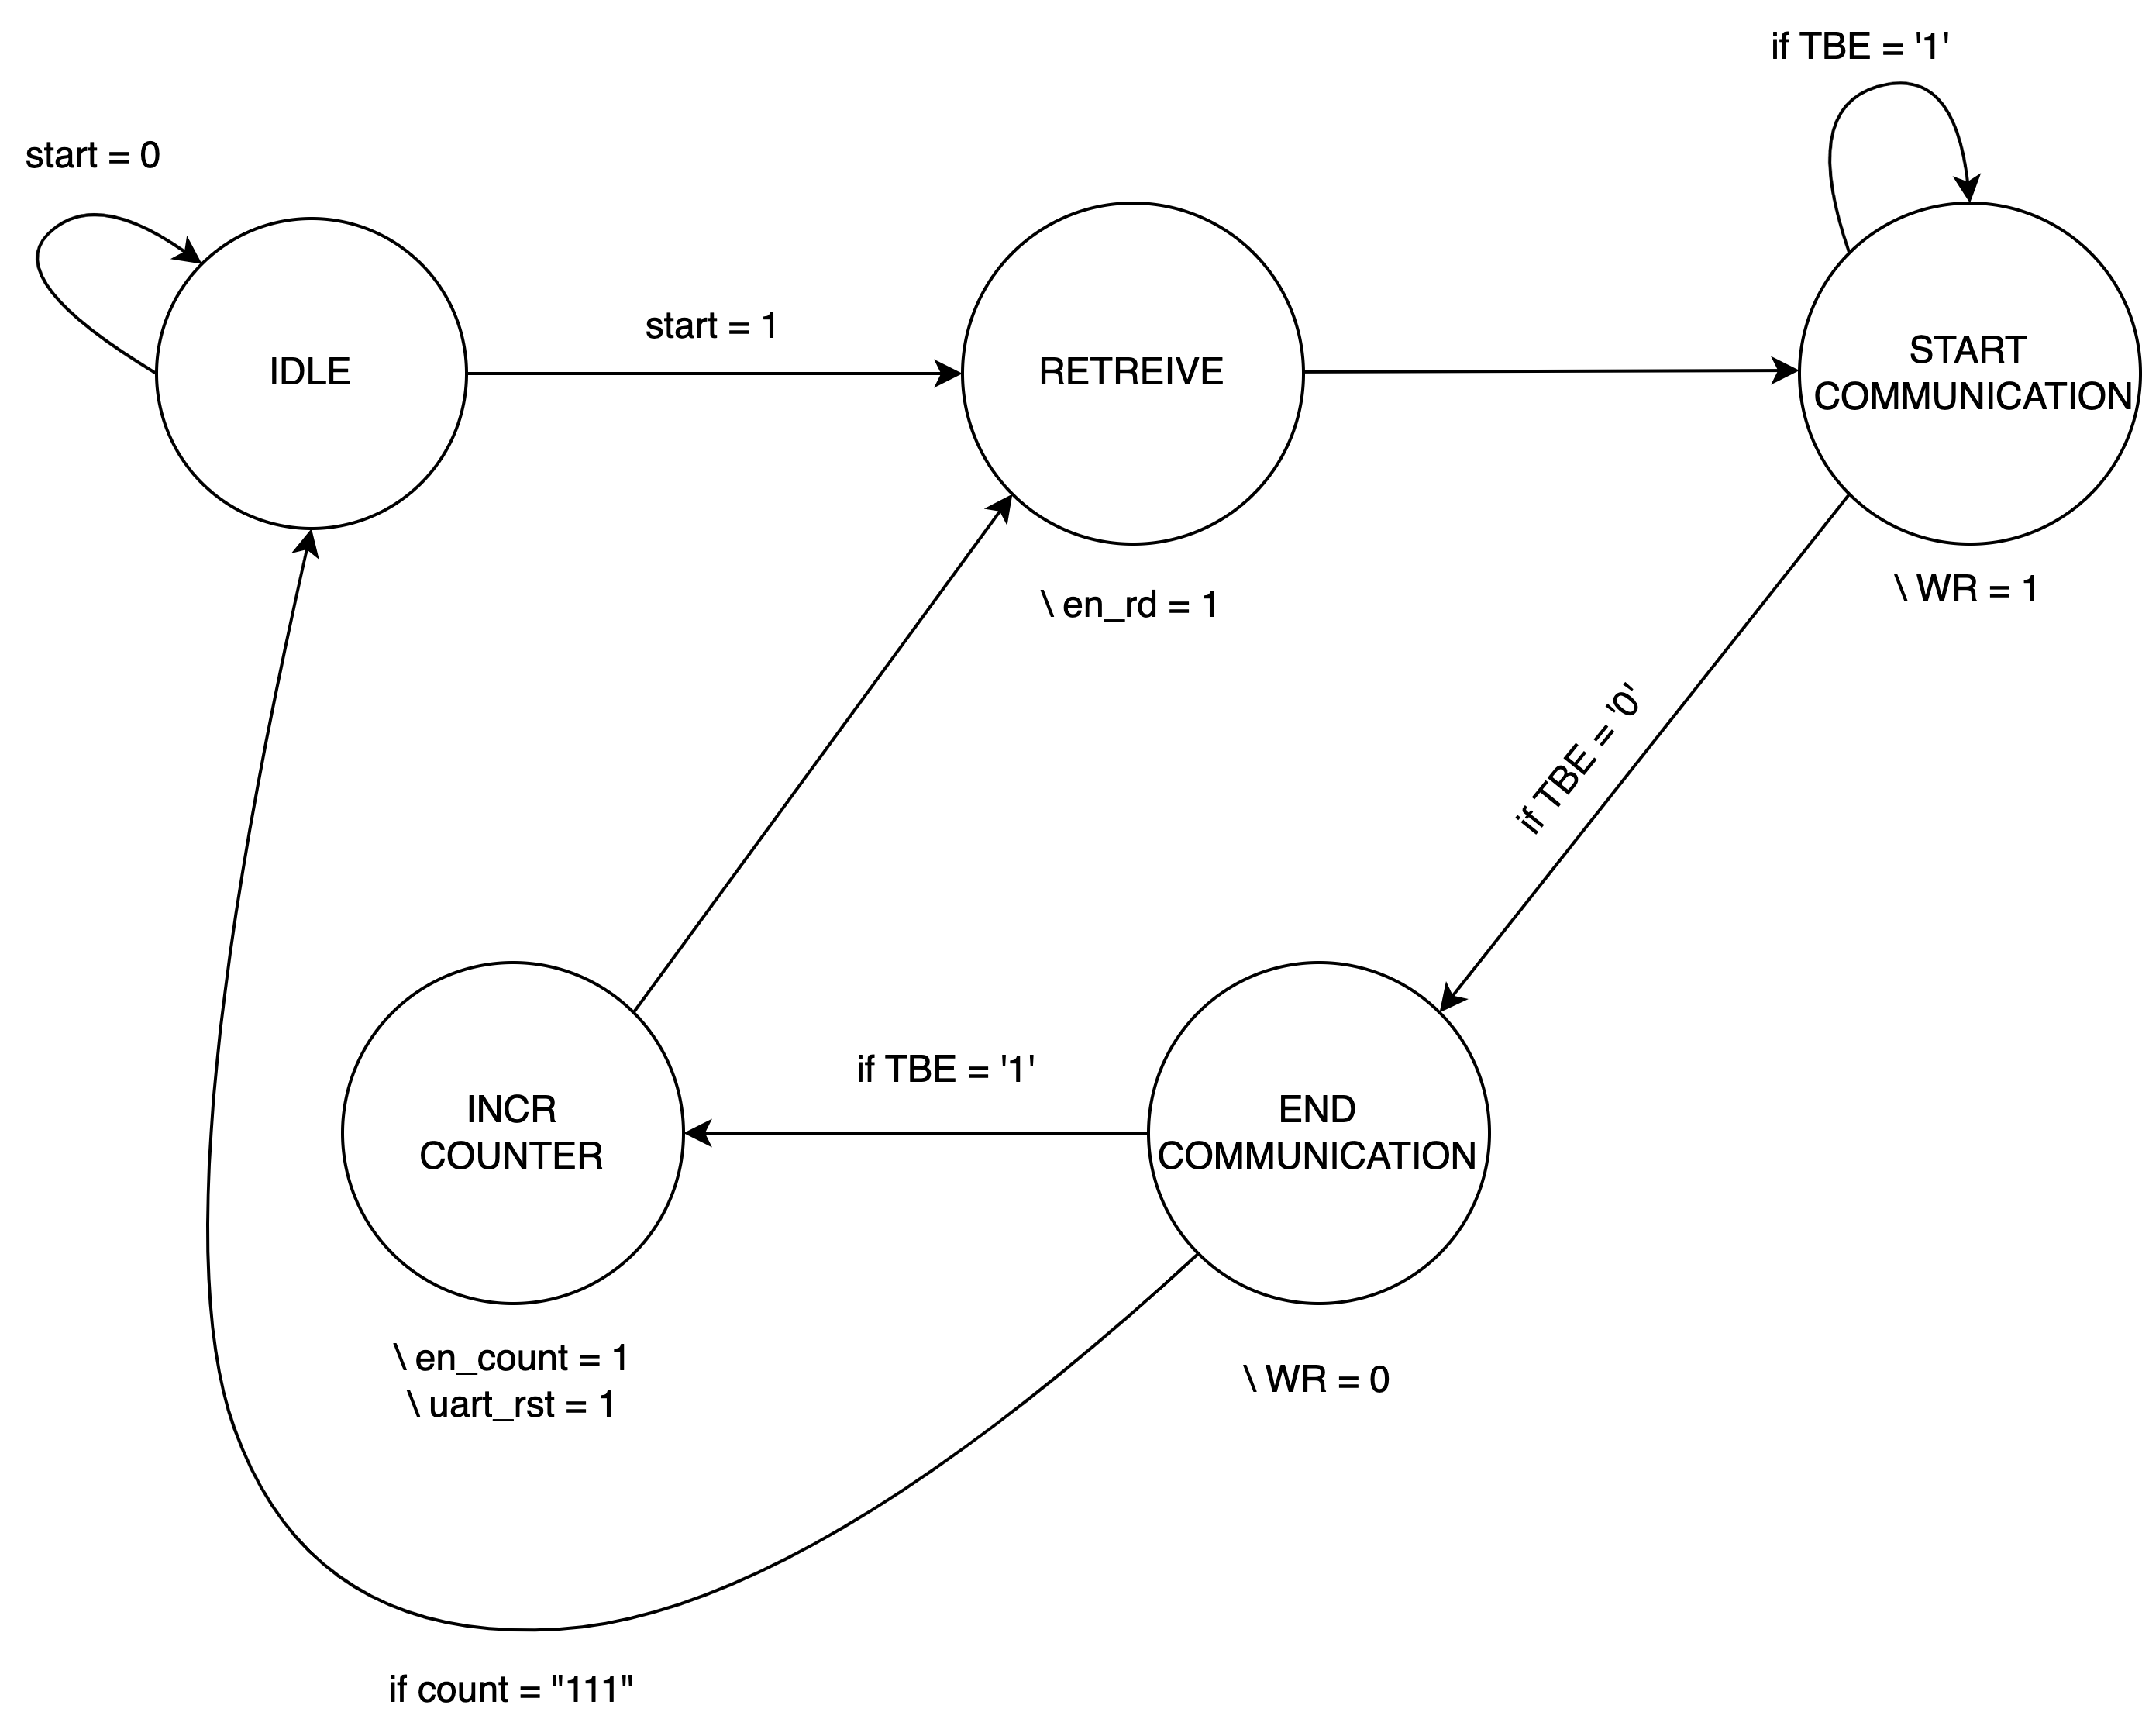 if TBE = '1'
start = 0
start = 1
IDLE
RETREIVE
START
COMMUNICATION
\ en_rd = 1
\ WR = 1
if TBE = '0'
if TBE = '1'
INCR
COUNTER
END
COMMUNICATION
\ en_count = 1
\ uart_rst = 1
\ WR = 0
if count = "111"